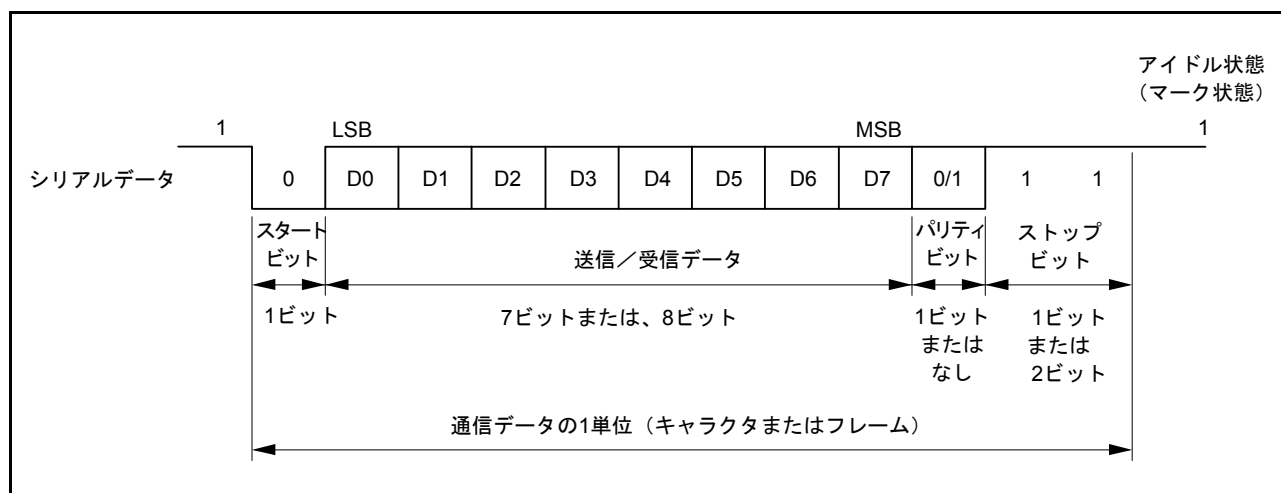 アイドル状態
(マーク状態)
1 LSB MSB 1
シリアルデータ 0 D0 D1 D2 D3 D4 D5 D6 D7 0/1 1 1
スタート
ビット
送信／受信データ
パリティ
ビット
ストップ
ビット
1ビット
7ビットまたは、8ビット
1ビット
または
なし
1ビット
または
2ビット
通信データの1単位（キャラクタまたはフレーム）